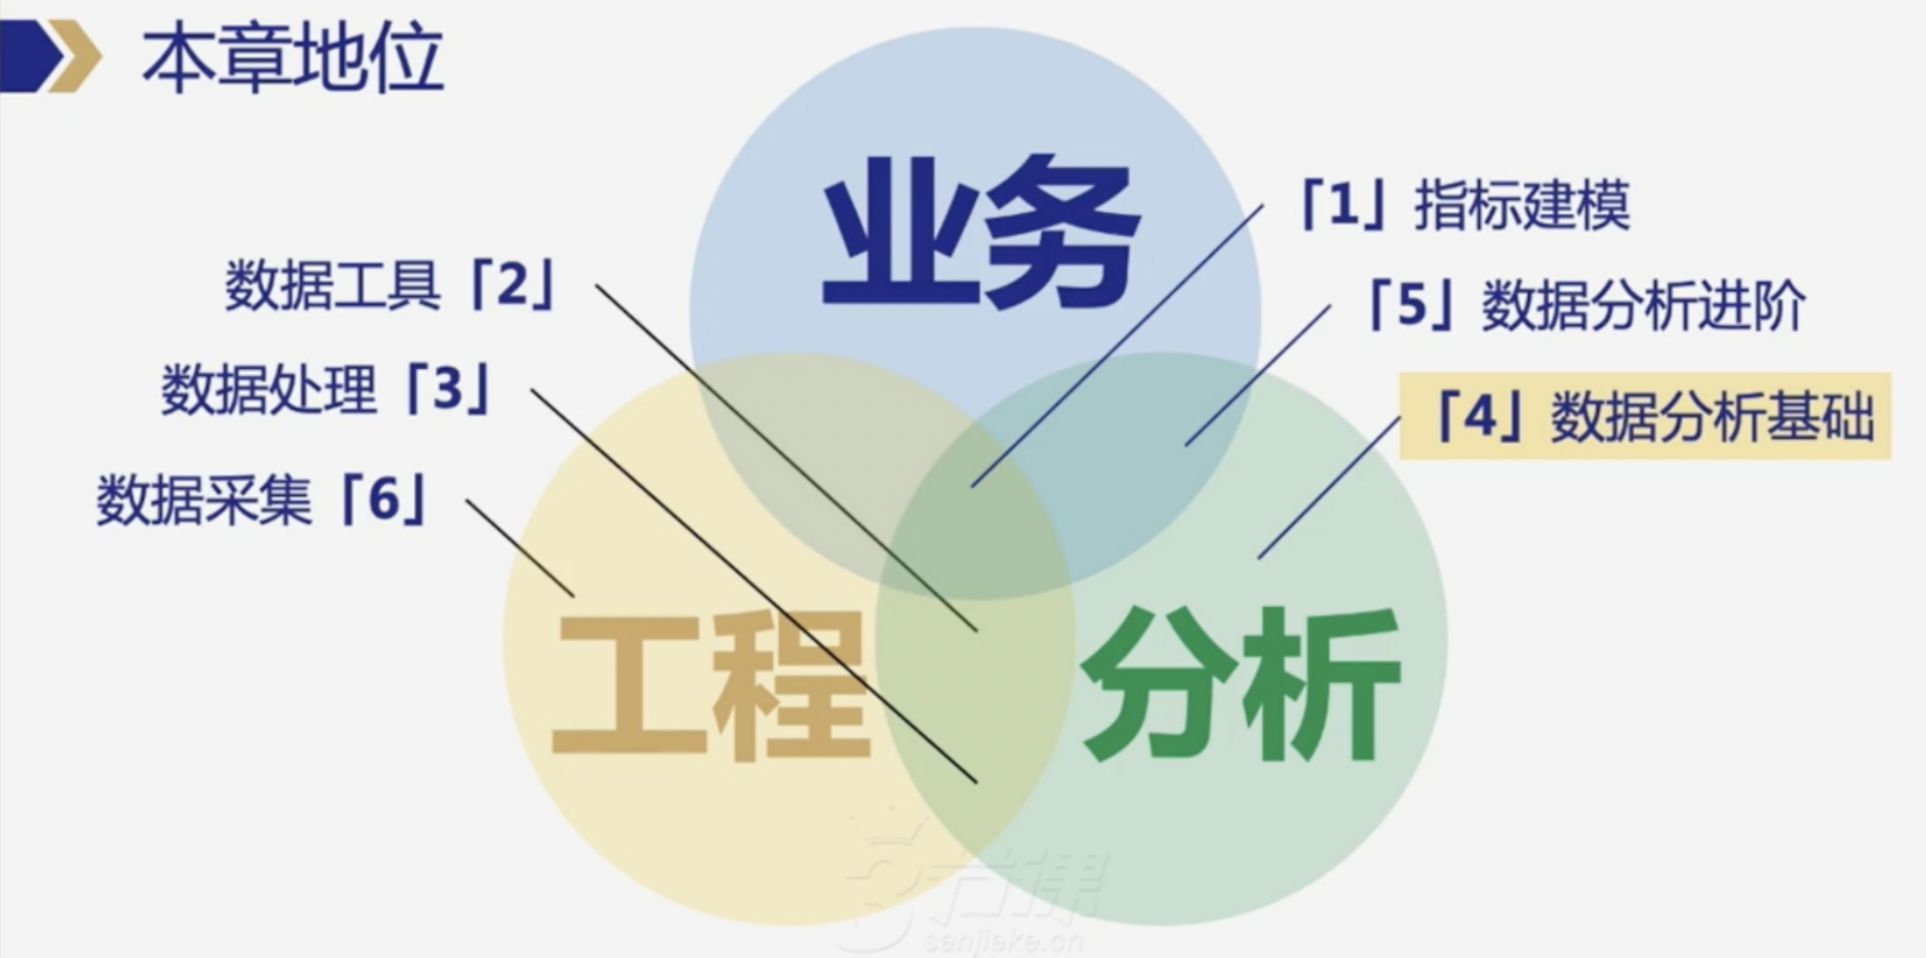 本章地位
业务
「1」指标建模
数据工具「2」
「5」数据分析进阶
数据处理「3」
「4」数据分析基础
数据采集「6」
工程
分析
3节课
sanjieke.cn